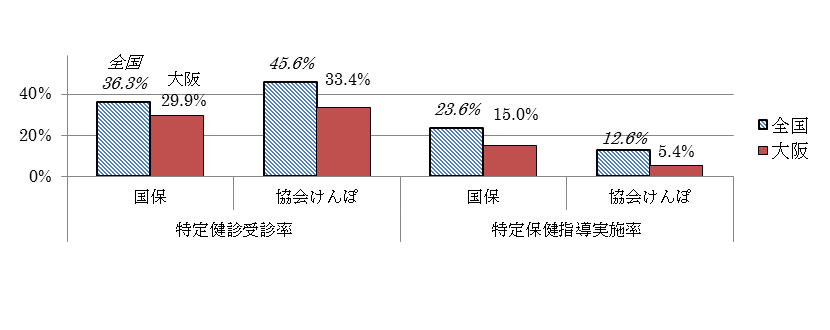 全国
36.3%
大阪
29.9%
45.6%
33.4%
23.6%
15.0%
12.6%
5.4%
40%
20%
0%
国保
協会けんぽ
国保
協会けんぽ
特定健診受診率
特定保健指導実施率
全国
大阪